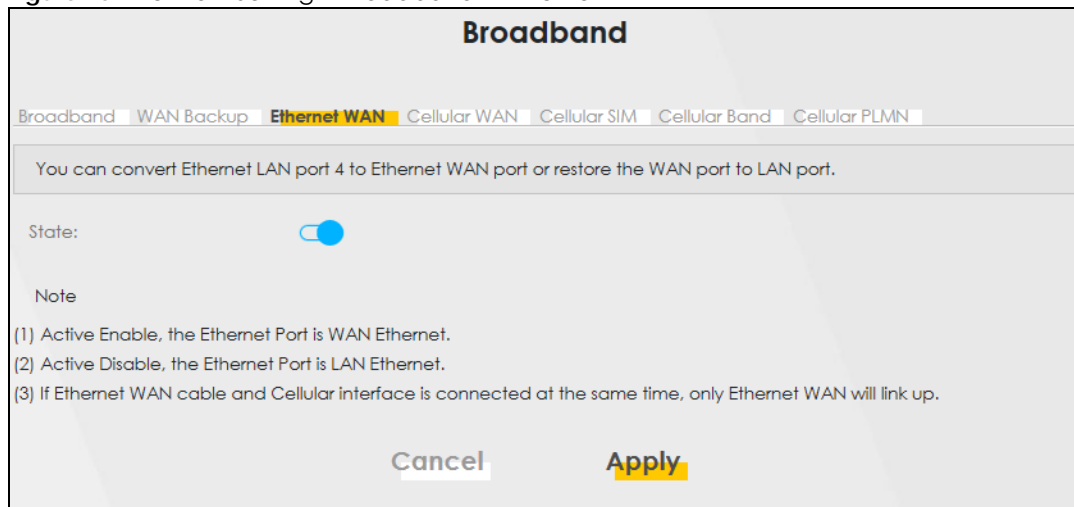 Broadband
Broadband WAN Backup Ethernet WAN Cellular WAN Cellular SIM Cellular Band Cellular PLMN
You can convert Ethernet LAN port 4 to Ethernet WAN port or restore the WAN port to LAN port.
State:
Note
(1) Active Enable, the Ethernet Port is WAN Ethernet.
(2) Active Disable, the Ethernet Port is LAN Ethernet.
(3) If Ethernet WAN cable and Cellular interface is connected at the same time, only Ethernet WAN will link up.
Cancel Apply